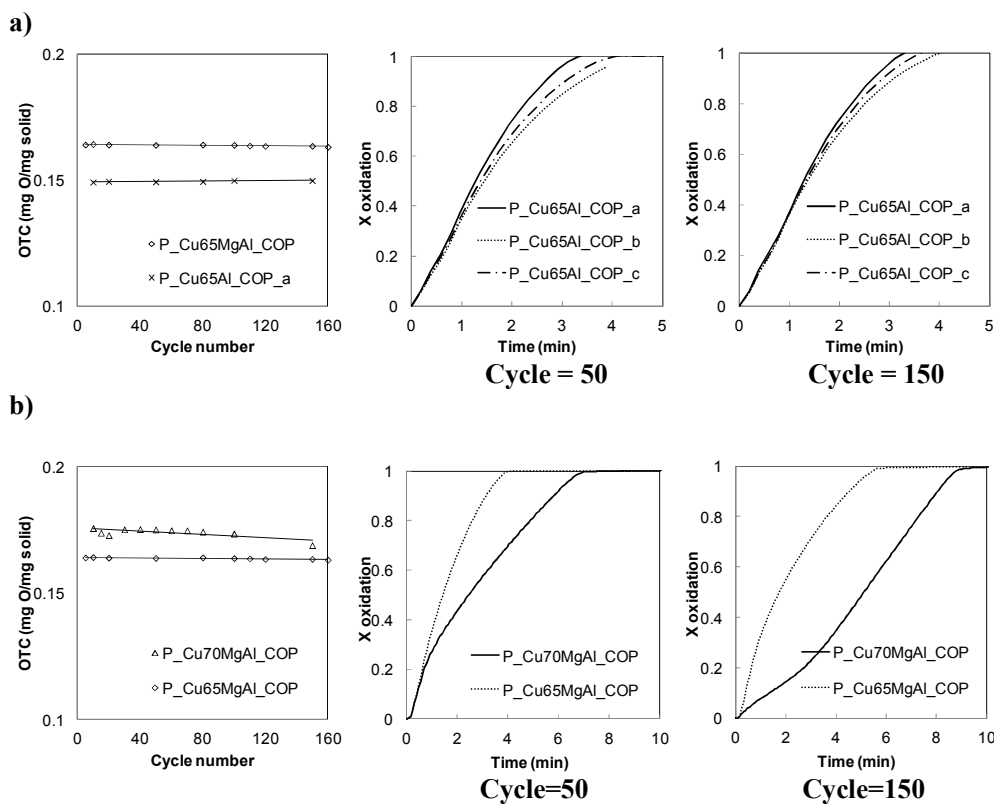 a)
0.2
0.15
0.1
OTC (mg O/mg solid)
P_Cu65MgAl_COP
P_Cu65Al_COP_a
0 40 80 120 160
Cycle number
1
0.8
0.6
0.4
0.2
0
X oxidation
P_Cu65Al_COP_a
P_Cu65Al_COP_b
P_Cu65Al_COP_c
0 1 2 3 4 5
Time (min)
Cycle = 50
1
0.8
0.6
0.4
0.2
0
X oxidation
P_Cu65Al_COP_a
P_Cu65Al_COP_b
P_Cu65Al_COP_c
0 1 2 3 4 5
Time (min)
Cycle = 150
b)
0.2
0.15
0.1
OTC (mg O/mg solid)
P_Cu70MgAl_COP
P_Cu65MgAl_COP
0 40 80 120 160
Cycle number
1
0.8
0.6
0.4
0.2
0
X oxidation
P_Cu70MgAl_COP
P_Cu65MgAl_COP
0 2 4 6 8 10
Time (min)
Cycle=50
1
0.8
0.6
0.4
0.2
0
X oxidation
P_Cu70MgAl_COP
P_Cu65MgAl_COP
0 2 4 6 8 10
Time (min)
Cycle=150